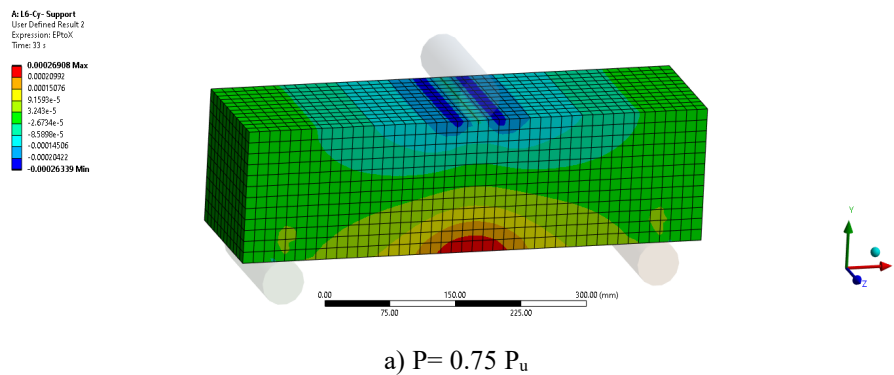 A: L6-Cy- Support
User Defined Result 2
Expression: EPtoX
Time: 33 s
0.00026908 Max
0.00020992
0.00015076
9.1593e-5
3.243e-5
-2.6734e-5
-8.5898e-5
-0.00014506
-0.00020422
-0.00026339 Min
Y
Z
0.00 150.00 300.00 (mm)
75.00 225.00
a) P= 0.75 Pu